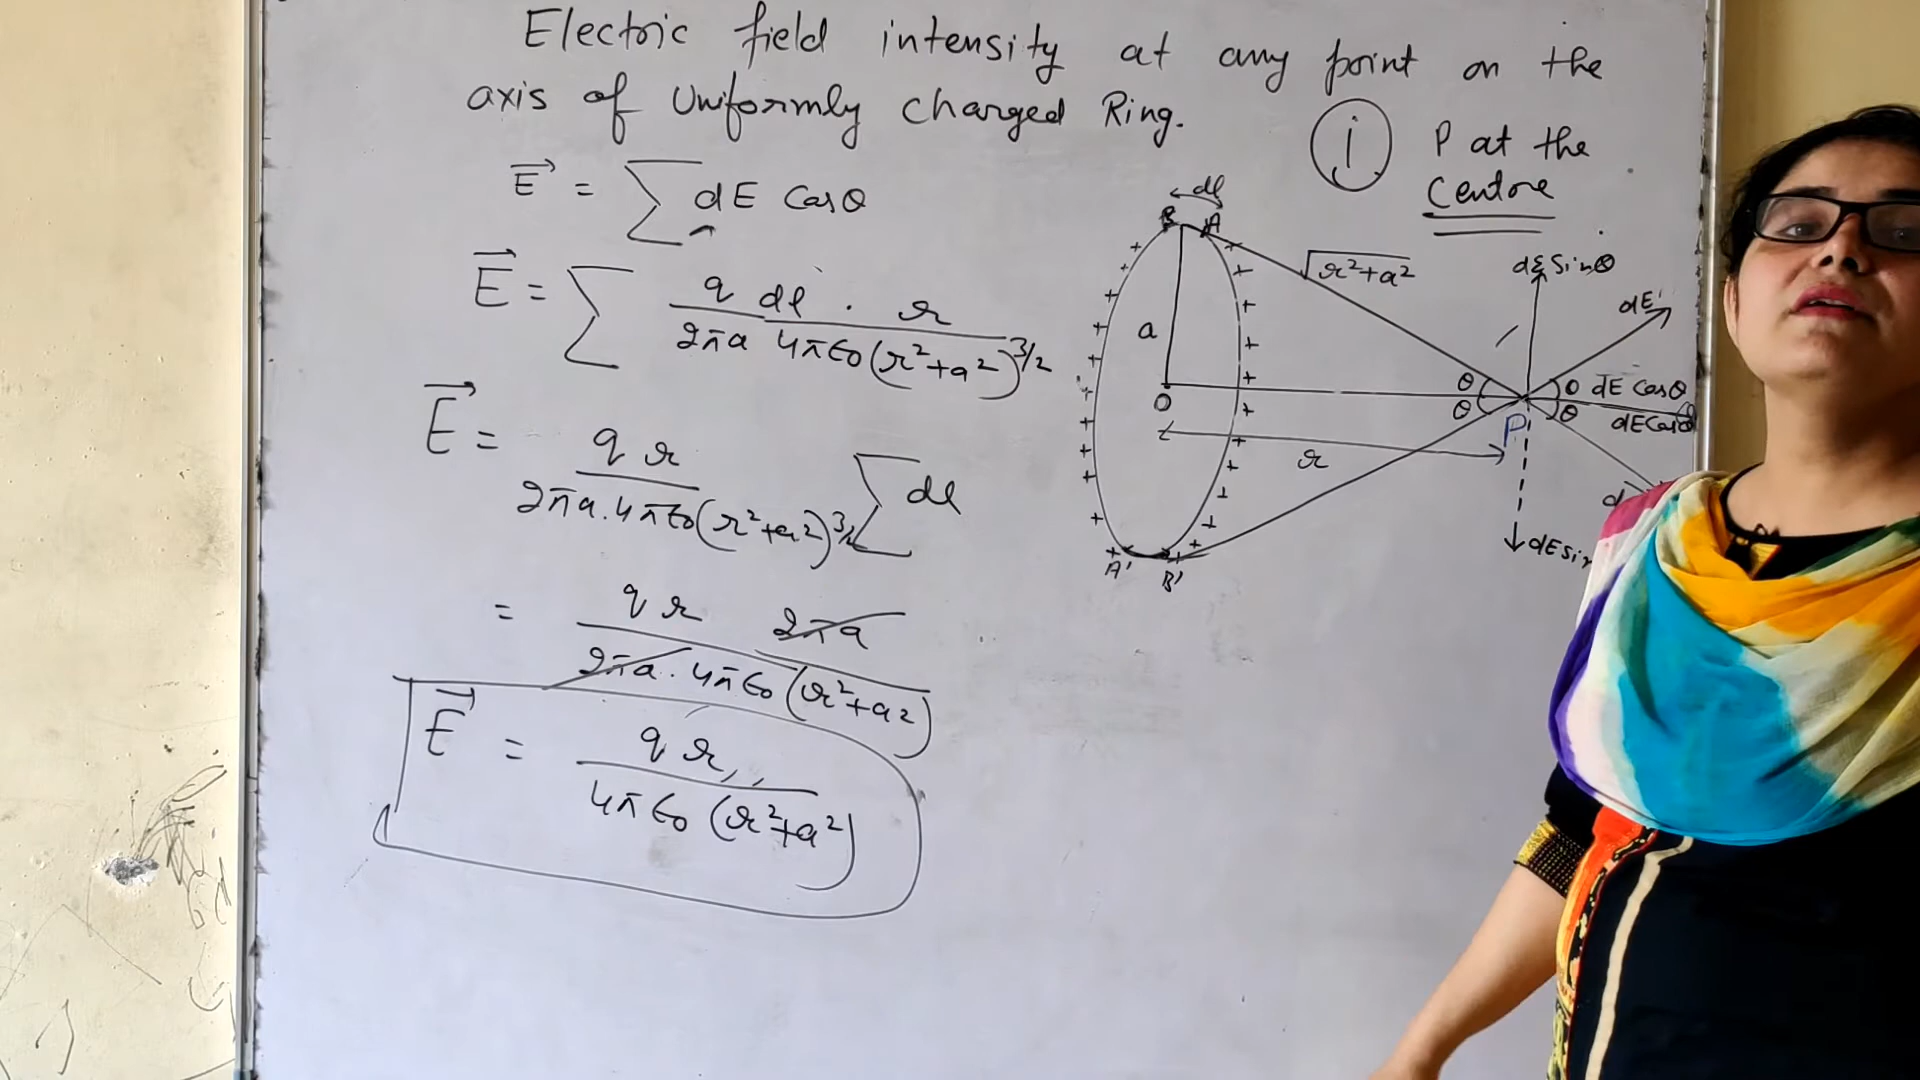 Electric field intensity at any point on the
axis of Uniformly charged Ring.
i P at the
Centre
E⃗ = ∑ dE Cosθ
E⃗ = ∑ q dl . r / 2πa 4πε₀(r²+a²)^3/2
E⃗ = q r / 2πa.4πε₀(r²+a²)^3/2 ∑ dl
= q r 2πa / 2πa.4πε₀(r²+a²)
E⃗ = q r / 4πε₀(r²+a²)
dl
B A
√r²+a²
dE Sinθ
dE'
a
θ θ dE Cosθ
θ θ dE Cosθ
O
P
r
dE Sin
A' B'